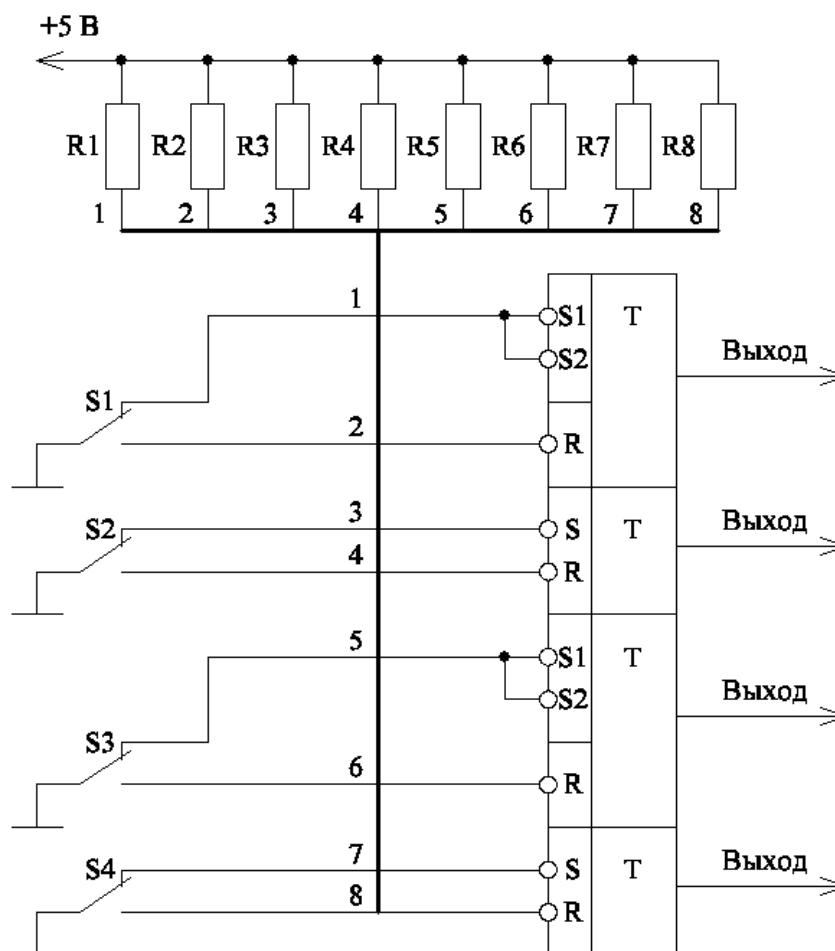 +5 В
R1 R2 R3 R4 R5 R6 R7 R8
1 2 3 4 5 6 7 8
1 S1 T
S2 Выход
S1
2 R
3 S T Выход
S2
4 R
5 S1 T
S2 Выход
S3
6 R
7 S T Выход
S4
8 R